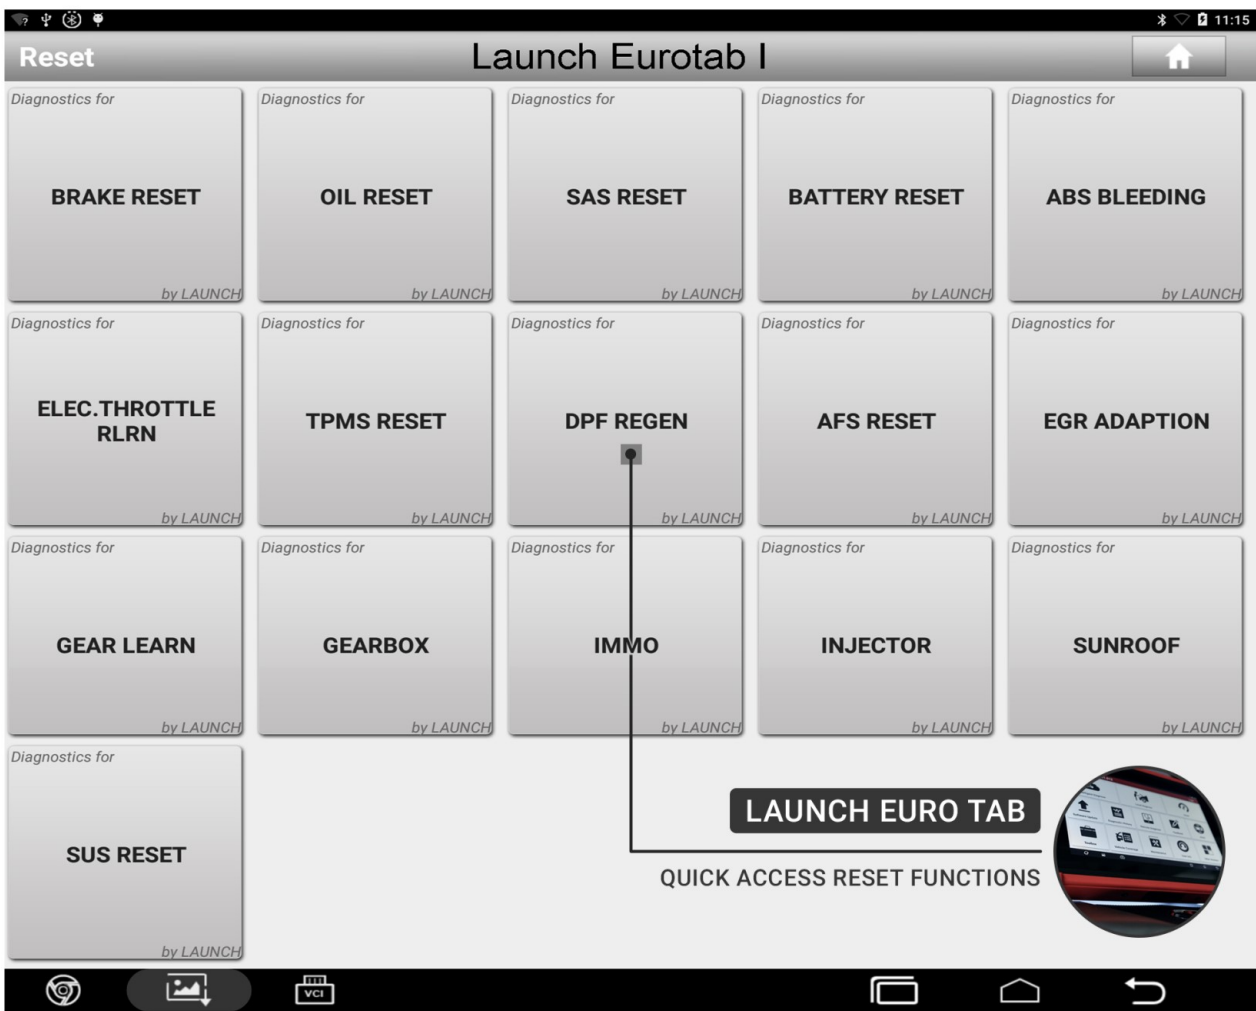 11:15
Reset
Launch Eurotab I
Diagnostics for
BRAKE RESET
by LAUNCH
Diagnostics for
OIL RESET
by LAUNCH
Diagnostics for
SAS RESET
by LAUNCH
Diagnostics for
BATTERY RESET
by LAUNCH
Diagnostics for
ABS BLEEDING
by LAUNCH
Diagnostics for
ELEC.THROTTLE
RLRN
by LAUNCH
Diagnostics for
TPMS RESET
by LAUNCH
Diagnostics for
DPF REGEN
by LAUNCH
Diagnostics for
AFS RESET
by LAUNCH
Diagnostics for
EGR ADAPTION
by LAUNCH
Diagnostics for
GEAR LEARN
by LAUNCH
Diagnostics for
GEARBOX
by LAUNCH
Diagnostics for
IMMO
by LAUNCH
Diagnostics for
INJECTOR
by LAUNCH
Diagnostics for
SUNROOF
by LAUNCH
Diagnostics for
SUS RESET
by LAUNCH
LAUNCH EURO TAB
QUICK ACCESS RESET FUNCTIONS
VCI